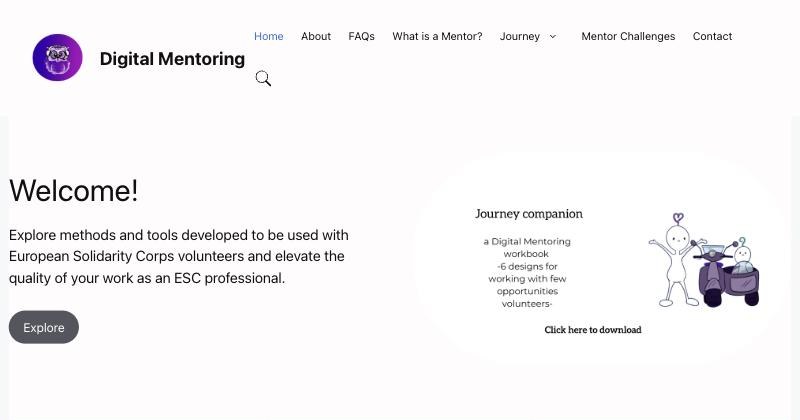 Home About FAQs What is a Mentor? Journey Mentor Challenges Contact
Digital Mentoring
Welcome!
Explore methods and tools developed to be used with
European Solidarity Corps volunteers and elevate the
quality of your work as an ESC professional.
Explore
Journey companion
a Digital Mentoring
workbook
-6 designs for
working with few
opportunities
volunteers-
Click here to download